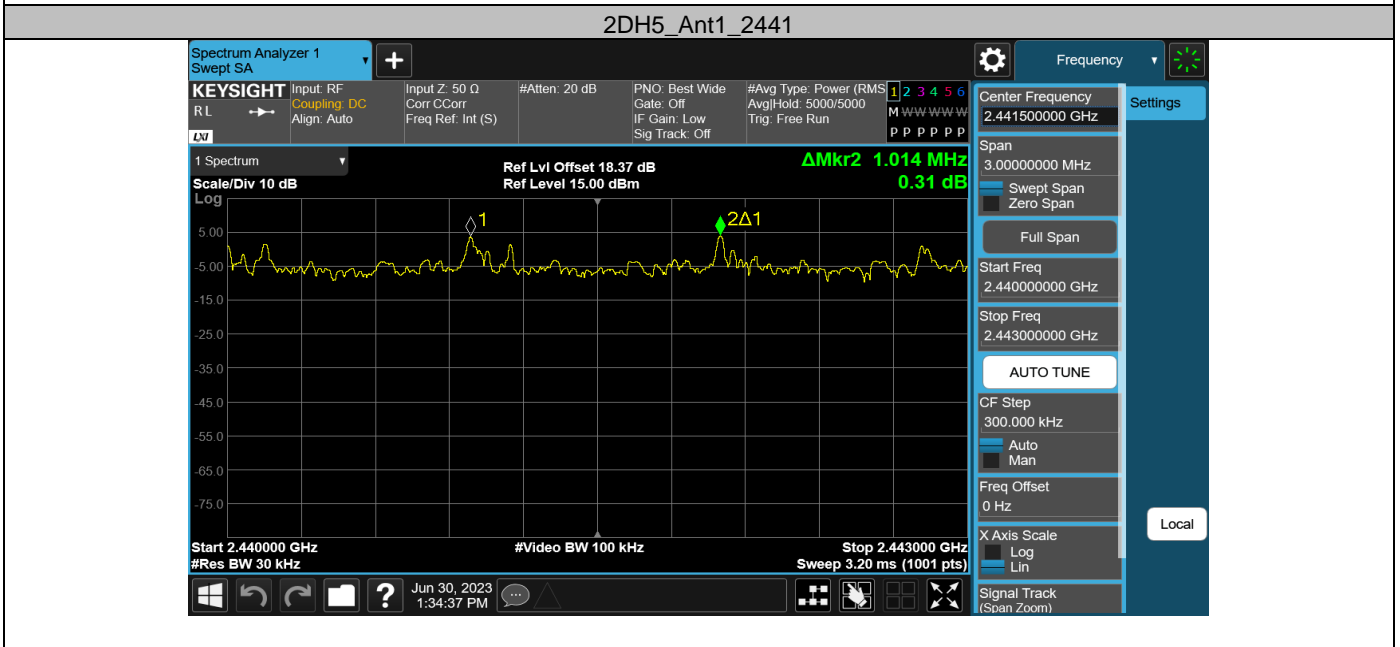 2DH5_Ant1_2441
Spectrum Analyzer 1
Swept SA
+
Frequency
KEYSIGHT
RL
LXI
Input: RF
Coupling: DC
Align: Auto
Input Z: 50 Ω
Corr CCorr
Freq Ref: Int (S)
#Atten: 20 dB
PNO: Best Wide
Gate: Off
IF Gain: Low
Sig Track: Off
#Avg Type: Power (RMS
Avg|Hold: 5000/5000
Trig: Free Run
1 2 3 4 5 6
M W W W W W
P P P P P P
1 Spectrum
Scale/Div 10 dB
Log
Ref Lvl Offset 18.37 dB
Ref Level 15.00 dBm
ΔMkr2 1.014 MHz
0.31 dB
1
2Δ1
5.00
-5.00
-15.0
-25.0
-35.0
-45.0
-55.0
-65.0
-75.0
Start 2.440000 GHz
#Res BW 30 kHz
#Video BW 100 kHz
Stop 2.443000 GHz
Sweep 3.20 ms (1001 pts)
?
Jun 30, 2023
1:34:37 PM
Center Frequency
2.441500000 GHz
Span
3.00000000 MHz
Swept Span
Zero Span
Full Span
Start Freq
2.440000000 GHz
Stop Freq
2.443000000 GHz
AUTO TUNE
CF Step
300.000 kHz
Auto
Man
Freq Offset
0 Hz
X Axis Scale
Log
Lin
Signal Track
(Span Zoom)
Settings
Local